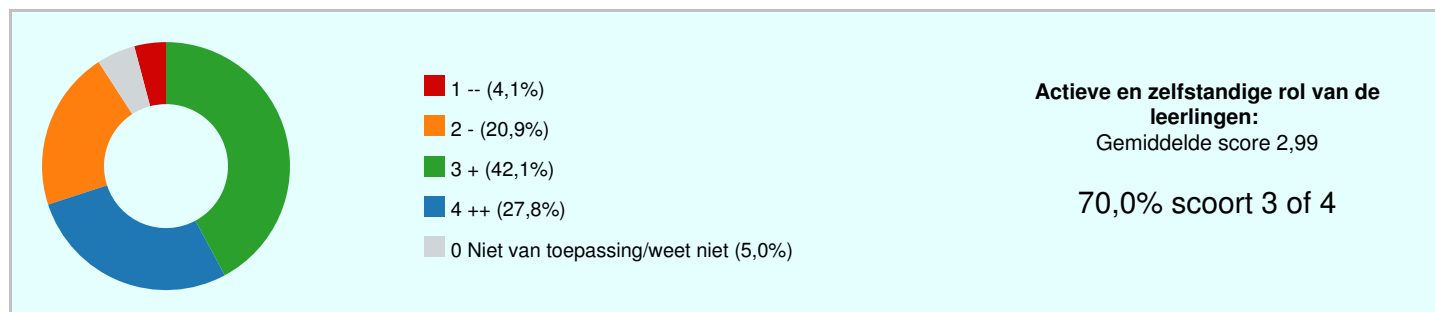 1 -- (4,1%)
2 - (20,9%)
3 + (42,1%)
4 ++ (27,8%)
0 Niet van toepassing/weet niet (5,0%)
Actieve en zelfstandige rol van de
leerlingen:
Gemiddelde score 2,99
70,0% scoort 3 of 4